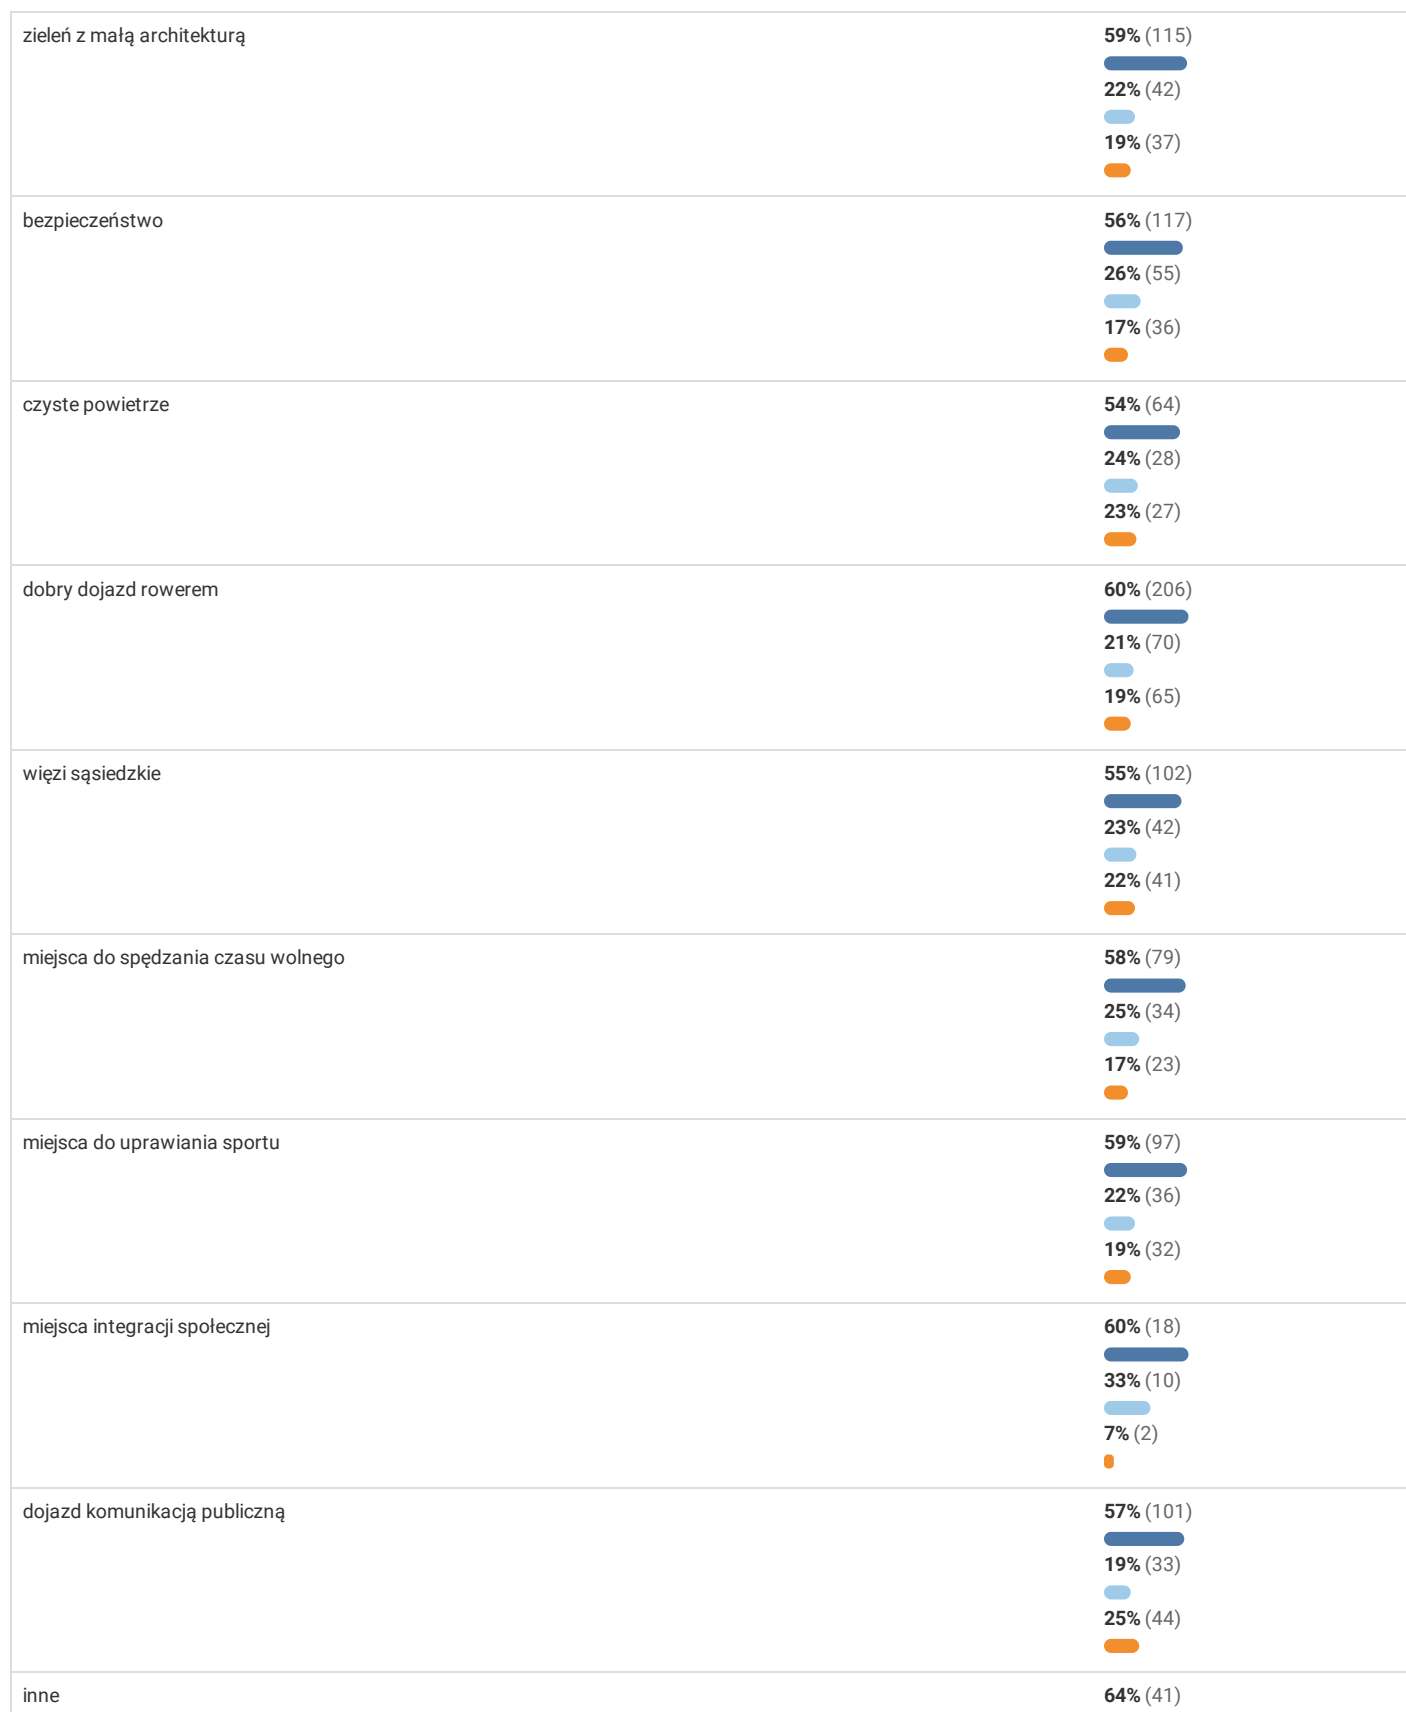 zieleń z małą architekturą
59% (115)
22% (42)
19% (37)
bezpieczeństwo
56% (117)
26% (55)
17% (36)
czyste powietrze
54% (64)
24% (28)
23% (27)
dobry dojazd rowerem
60% (206)
21% (70)
19% (65)
więzi sąsiedzkie
55% (102)
23% (42)
22% (41)
miejsca do spędzania czasu wolnego
58% (79)
25% (34)
17% (23)
miejsca do uprawiania sportu
59% (97)
22% (36)
19% (32)
miejsca integracji społecznej
60% (18)
33% (10)
7% (2)
dojazd komunikacją publiczną
57% (101)
19% (33)
25% (44)
inne
64% (41)